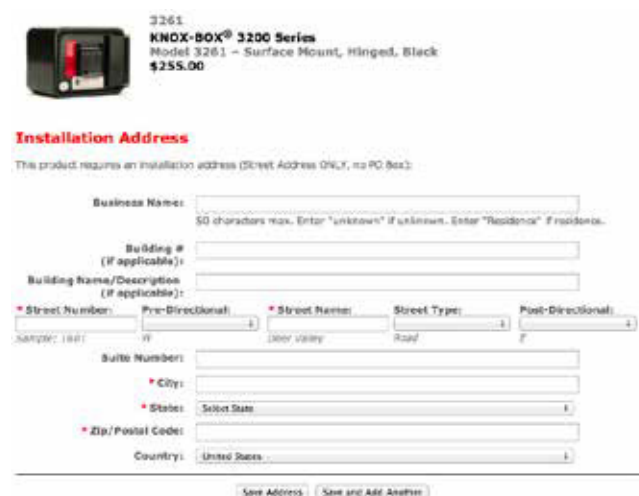 3261
KNOX-BOX® 3200 Series
Model 3261 – Surface Mount, Hinged, Black
$255.00
Installation Address
This product requires an installation address (Street Address ONLY, no PO Box):
Business Name:
50 characters max. Enter "unknown" if unknown. Enter "Residence" if residence.
Building #
(if applicable):
Building Name/Description
(if applicable):
* Street Number: Pre-Directional: * Street Name: Street Type: Post-Directional:
Sample: 1601 W Deer Valley Road
Suite Number:
* City:
* State: Select State
* Zip/Postal Code:
Country: United States
Save Address Save and Add Another